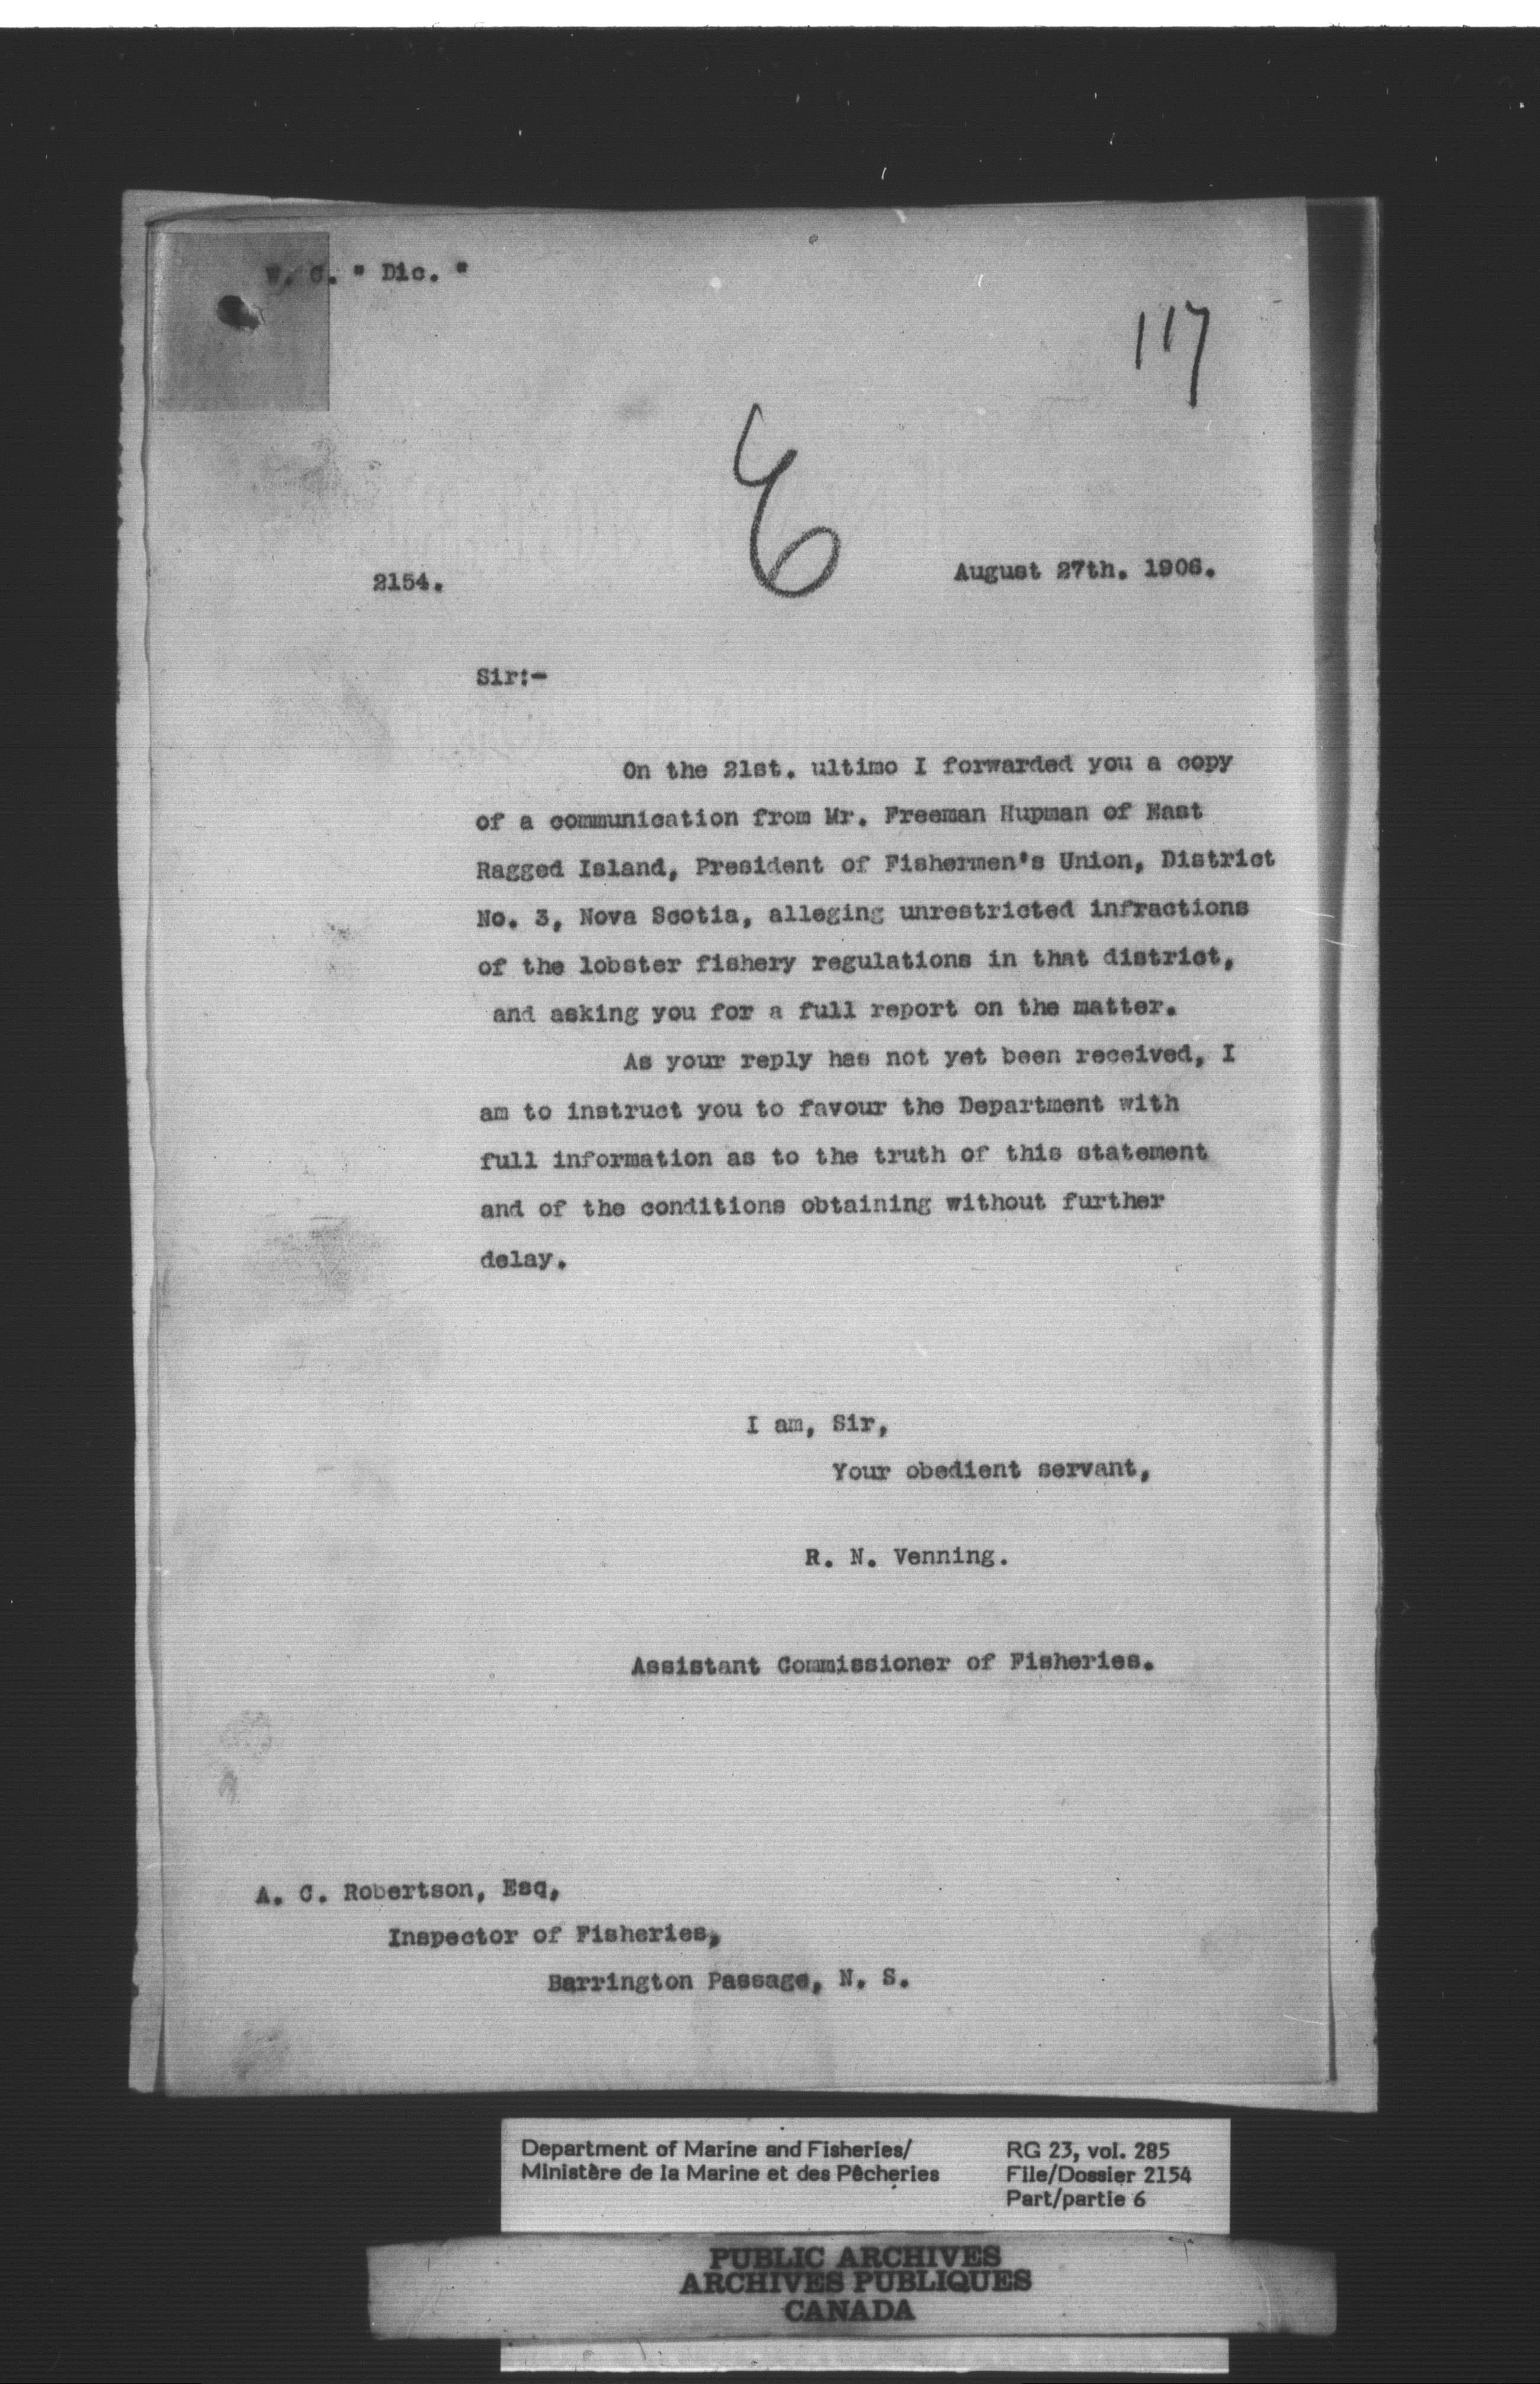 W. C. " Dic. "
117
E
2154.
August 27th. 1906.
Sir:-
On the 21st. ultimo I forwarded you a copy
of a communication from Mr. Freeman Hupman of East
Ragged Island, President of Fishermen's Union, District
No. 3, Nova Scotia, alleging unrestricted infractions
of the lobster fishery regulations in that district,
and asking you for a full report on the matter.
As your reply has not yet been received, I
am to instruct you to favour the Department with
full information as to the truth of this statement
and of the conditions obtaining without further
delay.
I am, Sir,
Your obedient servant,
R. N. Venning.
Assistant Commissioner of Fisheries.
A. C. Robertson, Esq,
Inspector of Fisheries,
Barrington Passage, N. S.
Department of Marine and Fisheries/
Ministère de la Marine et des Pêcheries
RG 23, vol. 285
File/Dossier 2154
Part/partie 6
PUBLIC ARCHIVES
ARCHIVES PUBLIQUES
CANADA